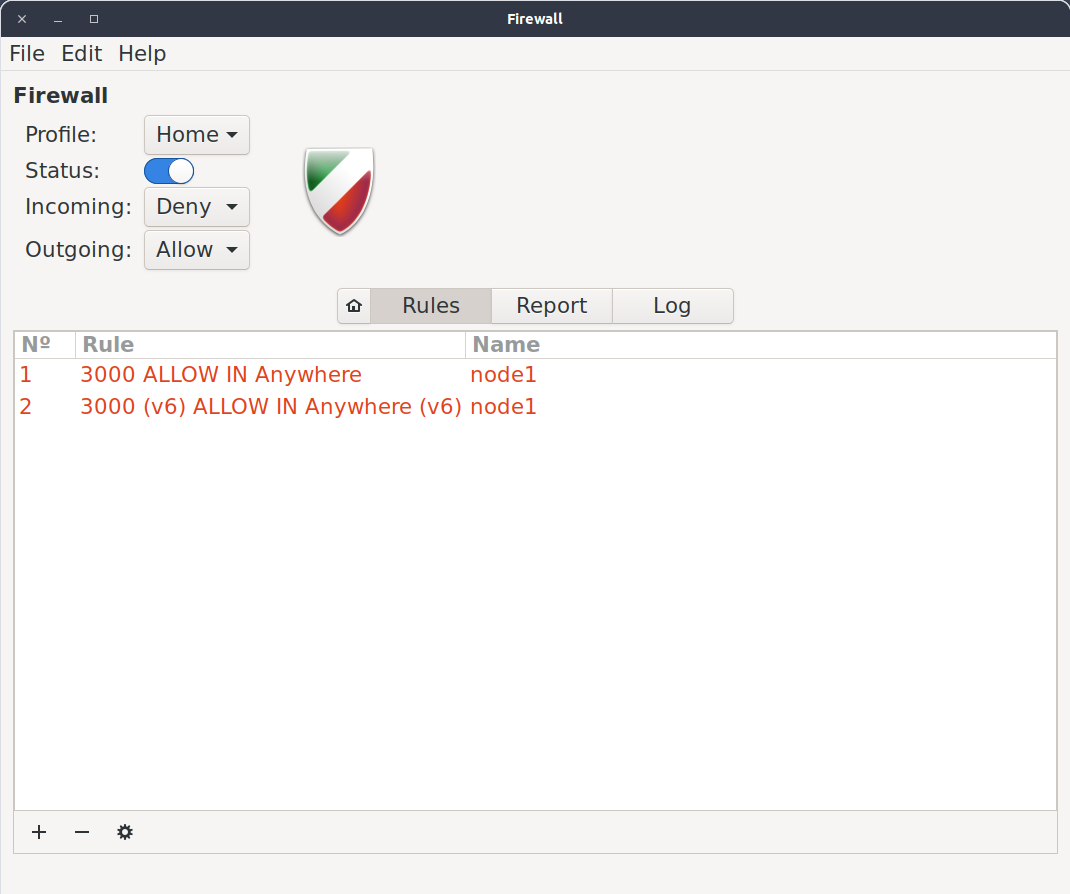 Firewall
File Edit Help
Firewall
Profile: Home
Status:
Incoming: Deny
Outgoing: Allow
Rules Report Log
Nº Rule Name
1 3000 ALLOW IN Anywhere node1
2 3000 (v6) ALLOW IN Anywhere (v6) node1